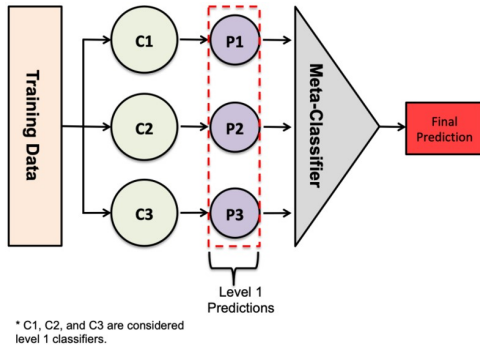 Training Data
C1
P1
C2
P2
C3
P3
Meta-Classifier
Final
Prediction
Level 1
Predictions
* C1, C2, and C3 are considered
level 1 classifiers.